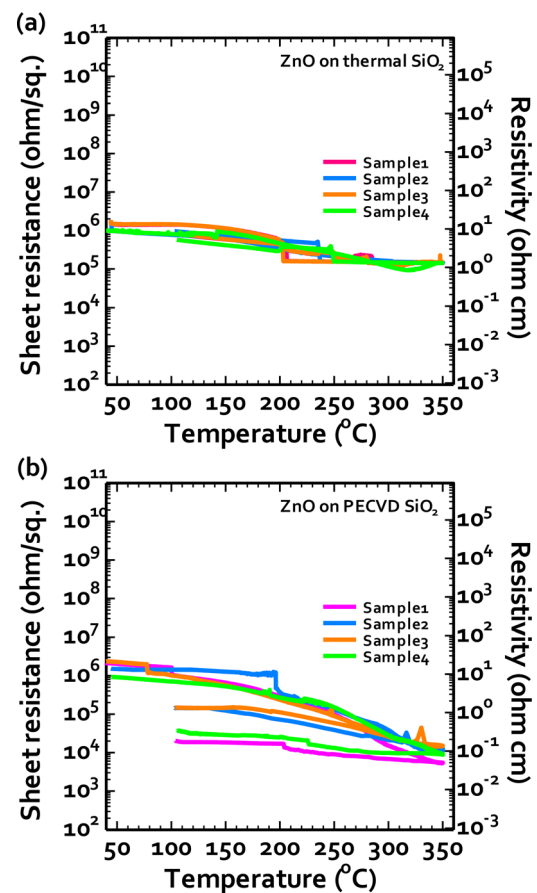 (a)
10¹¹
10¹⁰
10⁹
10⁸
10⁷
10⁶
10⁵
10⁴
10³
10²
Sheet resistance (ohm/sq.)
ZnO on thermal SiO₂
Sample1
Sample2
Sample3
Sample4
10⁵
10⁴
10³
10²
10¹
10⁰
10⁻¹
10⁻²
10⁻³
Resistivity (ohm cm)
50 100 150 200 250 300 350
Temperature (°C)
(b)
10¹¹
10¹⁰
10⁹
10⁸
10⁷
10⁶
10⁵
10⁴
10³
10²
Sheet resistance (ohm/sq.)
ZnO on PECVD SiO₂
Sample1
Sample2
Sample3
Sample4
10⁵
10⁴
10³
10²
10¹
10⁰
10⁻¹
10⁻²
10⁻³
Resistivity (ohm cm)
50 100 150 200 250 300 350
Temperature (°C)